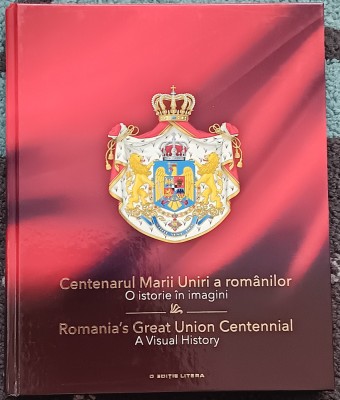 Centenarul Marii Uniri a românilor
O istorie în imagini
Romania's Great Union Centennial
A Visual History
O EDIȚIE LITERA